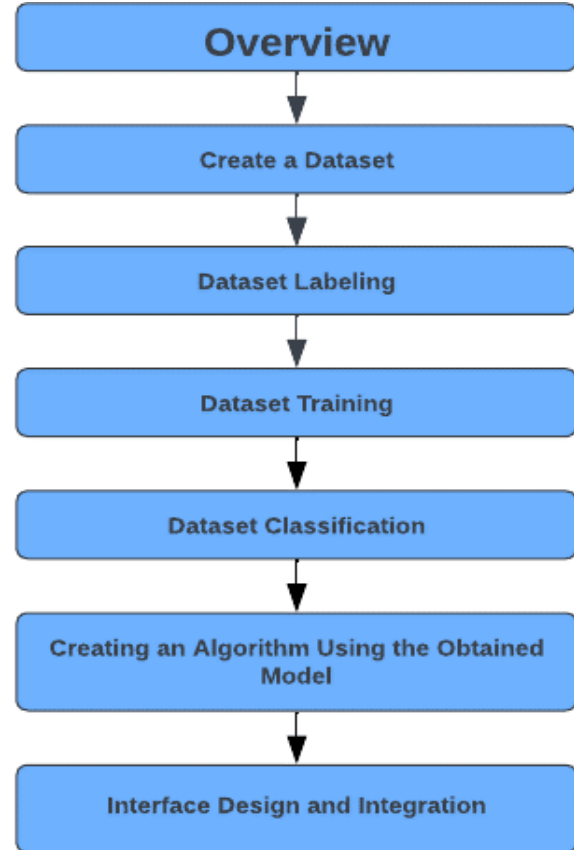 Overview
Create a Dataset
Dataset Labeling
Dataset Training
Dataset Classification
Creating an Algorithm Using the Obtained
Model
Interface Design and Integration